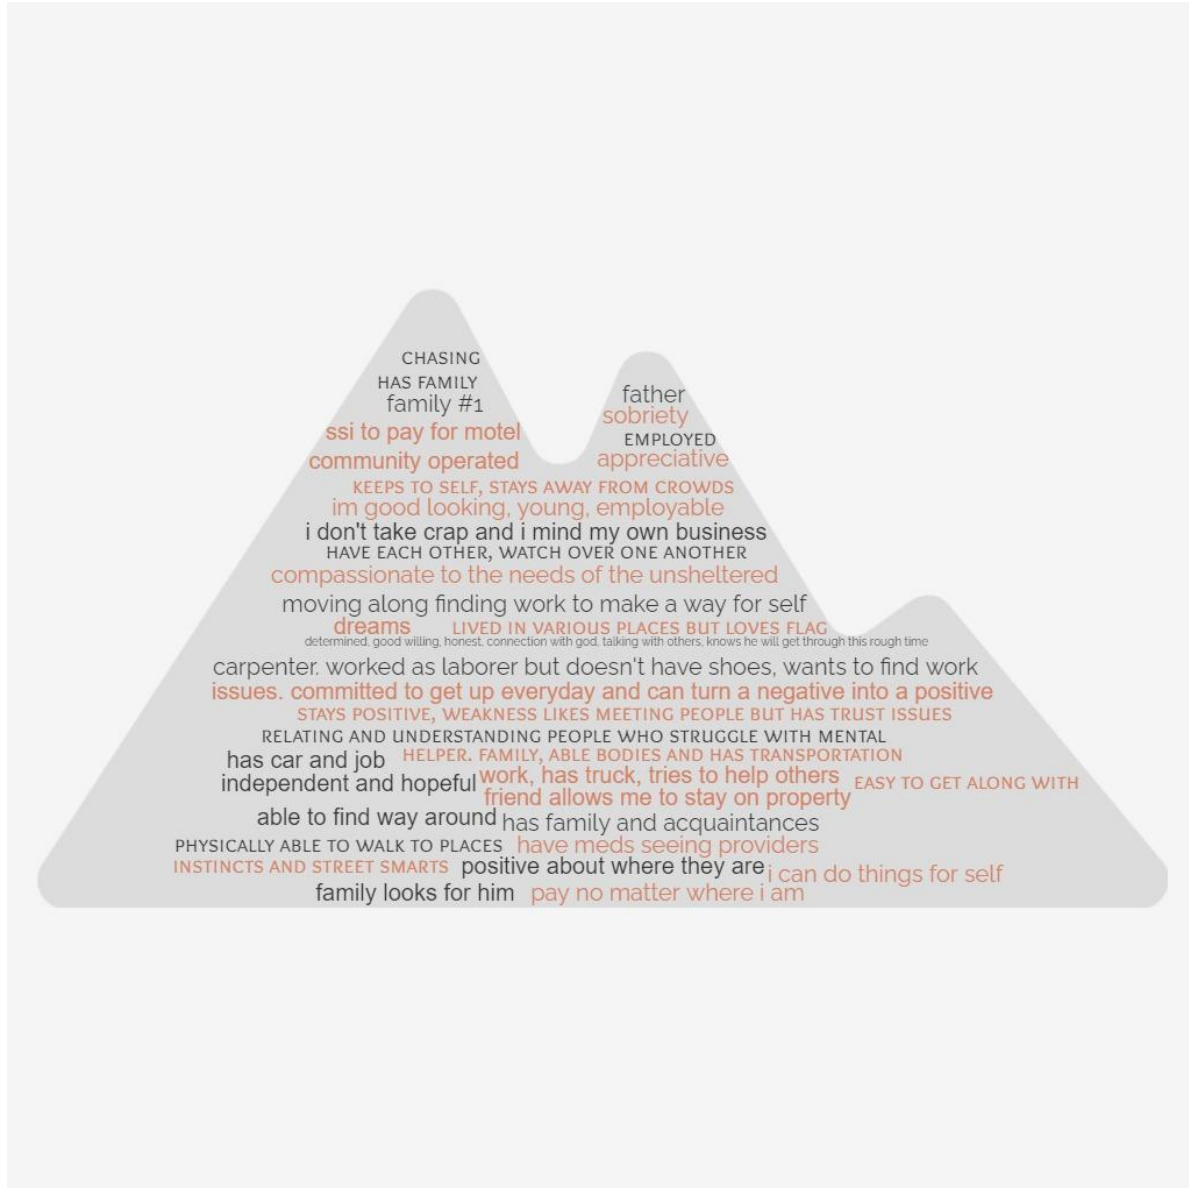 CHASING
HAS FAMILY
family #1
father
sobriety
ssi to pay for motel
EMPLOYED
community operated
appreciative
KEEPS TO SELF, STAYS AWAY FROM CROWDS
im good looking, young, employable
i don't take crap and i mind my own business
HAVE EACH OTHER, WATCH OVER ONE ANOTHER
compassionate to the needs of the unsheltered
moving along finding work to make a way for self
dreams LIVED IN VARIOUS PLACES BUT LOVES FLAG
determined, good willing, honest, connection with god, talking with others, knows he will get through this rough time
carpenter. worked as laborer but doesn't have shoes, wants to find work
issues. committed to get up everyday and can turn a negative into a positive
STAYS POSITIVE, WEAKNESS LIKES MEETING PEOPLE BUT HAS TRUST ISSUES
RELATING AND UNDERSTANDING PEOPLE WHO STRUGGLE WITH MENTAL
has car and job HELPER. FAMILY, ABLE BODIES AND HAS TRANSPORTATION
independent and hopeful work, has truck, tries to help others EASY TO GET ALONG WITH
friend allows me to stay on property
able to find way around has family and acquaintances
PHYSICALLY ABLE TO WALK TO PLACES have meds seeing providers
INSTINCTS AND STREET SMARTS positive about where they are i can do things for self
family looks for him pay no matter where i am